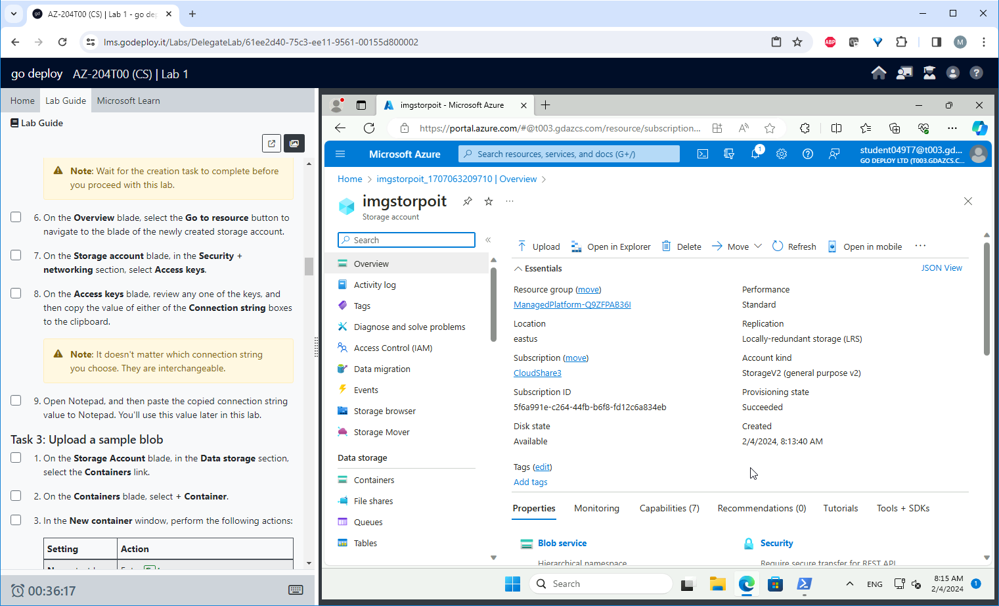 AZ-204T00 (CS) | Lab 1 - go de
lms.godeploy.it/Labs/DelegateLab/61ee2d40-75c3-ee11-9561-00155d800002
ABP
M
go deploy AZ-204T00 (CS) | Lab 1
Home Lab Guide Microsoft Learn
Lab Guide
Note: Wait for the creation task to complete before
you proceed with this lab.
6. On the Overview blade, select the Go to resource button to
navigate to the blade of the newly created storage account.
7. On the Storage account blade, in the Security +
networking section, select Access keys.
8. On the Access keys blade, review any one of the keys, and
then copy the value of either of the Connection string boxes
to the clipboard.
Note: It doesn't matter which connection string
you choose. They are interchangeable.
9. Open Notepad, and then paste the copied connection string
value to Notepad. You'll use this value later in this lab.
Task 3: Upload a sample blob
1. On the Storage Account blade, in the Data storage section,
select the Containers link.
2. On the Containers blade, select + Container.
3. In the New container window, perform the following actions:
Setting Action
00:36:17
imgstorpoit - Microsoft Azure
https://portal.azure.com/#@t003.gdazcs.com/resource/subscription...
Microsoft Azure
Search resources, services, and docs (G+/)
1
student049T7@t003.gd...
GO DEPLOY LTD (T003.GDAZCS.C...
Home > imgstorpoit_1707063209710 | Overview >
imgstorpoit
Storage account
Search
Overview
Activity log
Tags
Diagnose and solve problems
Access Control (IAM)
Data migration
Events
Storage browser
Storage Mover
Data storage
Containers
File shares
Queues
Tables
Upload Open in Explorer Delete Move Refresh Open in mobile
Essentials
JSON View
Resource group (move)
ManagedPlatform-Q9ZFPAB36I
Location
eastus
Subscription (move)
CloudShare3
Subscription ID
5f6a991e-c264-44fb-b6f8-fd12c6a834eb
Disk state
Available
Performance
Standard
Replication
Locally-redundant storage (LRS)
Account kind
StorageV2 (general purpose v2)
Provisioning state
Succeeded
Created
2/4/2024, 8:13:40 AM
Tags (edit)
Add tags
Properties Monitoring Capabilities (7) Recommendations (0) Tutorials Tools + SDKs
Blob service
Hierarchical namespace
Security
Require secure transfer for REST API
Search
ENG
8:15 AM
2/4/2024
1